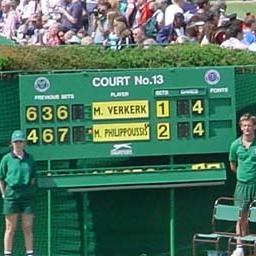 COURT No.13
PREVIOUS SETS PLAYER SETS GAMES POINTS
6 3 6 M. VERKERK 1 4
4 6 7 M. PHILIPPOUSSIS 2 4